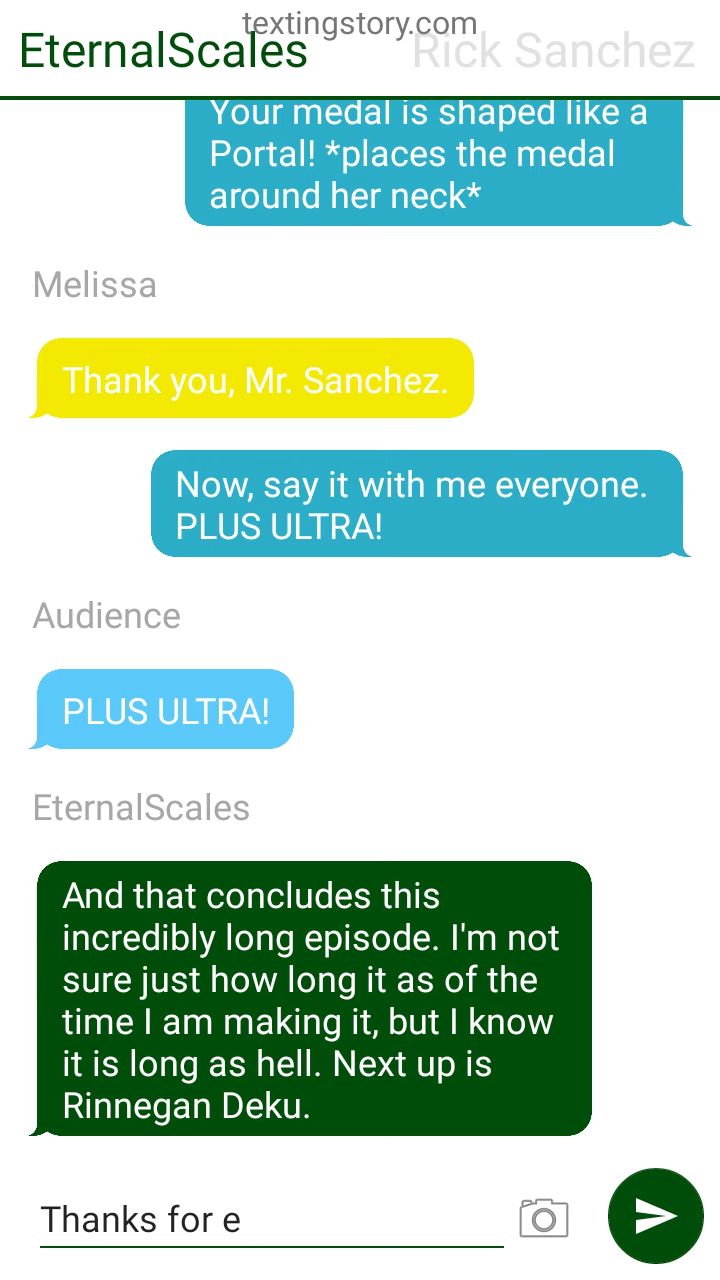 textingstory.com
EternalScales
Rick Sanchez
Your medal is shaped like a
Portal! *places the medal
around her neck*
Melissa
Thank you, Mr. Sanchez.
Now, say it with me everyone.
PLUS ULTRA!
Audience
PLUS ULTRA!
EternalScales
And that concludes this
incredibly long episode. I'm not
sure just how long it as of the
time I am making it, but I know
it is long as hell. Next up is
Rinnegan Deku.
Thanks for e